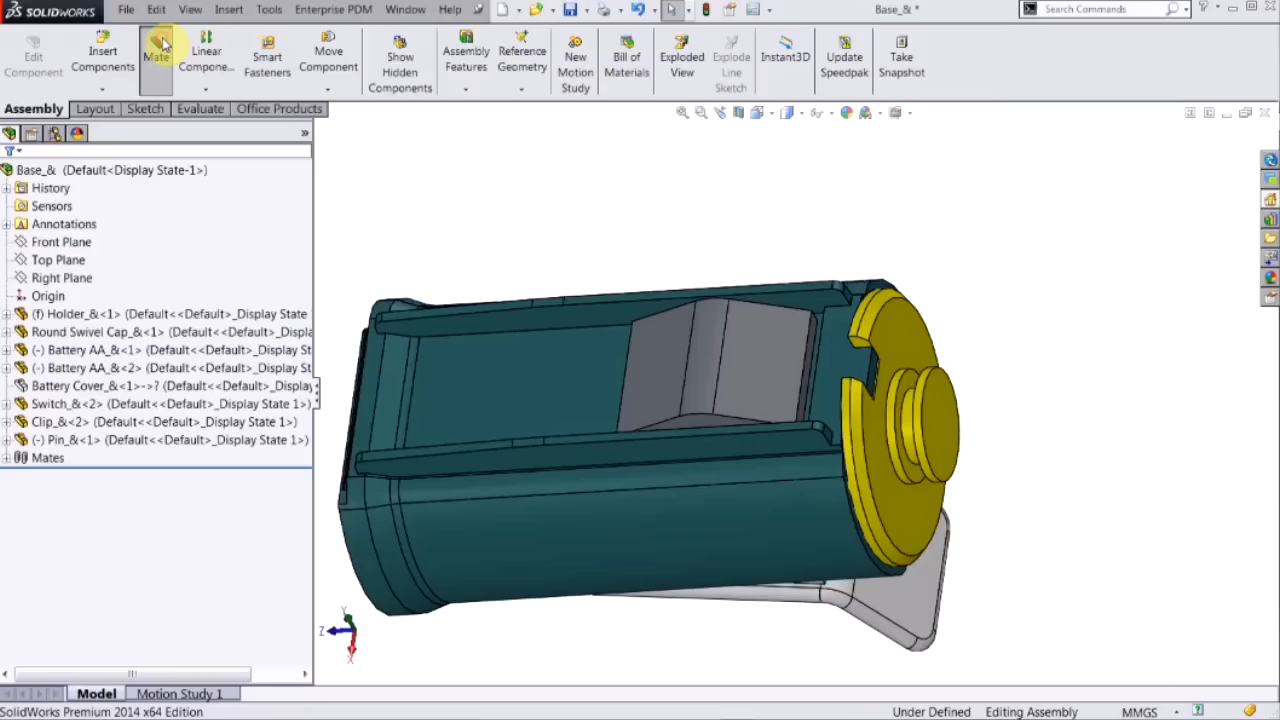 SOLIDWORKS File Edit View Insert Tools Enterprise PDM Window Help Base_& * Search Commands
Edit Component
Insert Components
Mate
Linear Compone...
Smart Fasteners
Move Component
Show Hidden Components
Assembly Features
Reference Geometry
New Motion Study
Bill of Materials
Exploded View
Explode Line Sketch
Instant3D
Update Speedpak
Take Snapshot
Assembly Layout Sketch Evaluate Office Products
Base_& (Default<Display State-1>)
History
Sensors
Annotations
Front Plane
Top Plane
Right Plane
Origin
(f) Holder_&<1> (Default<<Default>_Display State
Round Swivel Cap_&<1> (Default<<Default>_Display
(-) Battery AA_&<1> (Default<<Default>_Display St
(-) Battery AA_&<2> (Default<<Default>_Display St
Battery Cover_&<1>->? (Default<<Default>_Display
Switch_&<2> (Default<<Default>_Display State 1>)
Clip_&<2> (Default<<Default>_Display State 1>)
(-) Pin_&<1> (Default<<Default>_Display State 1>)
Mates
Y
Z
X
Model Motion Study 1
SolidWorks Premium 2014 x64 Edition Under Defined Editing Assembly MMGS